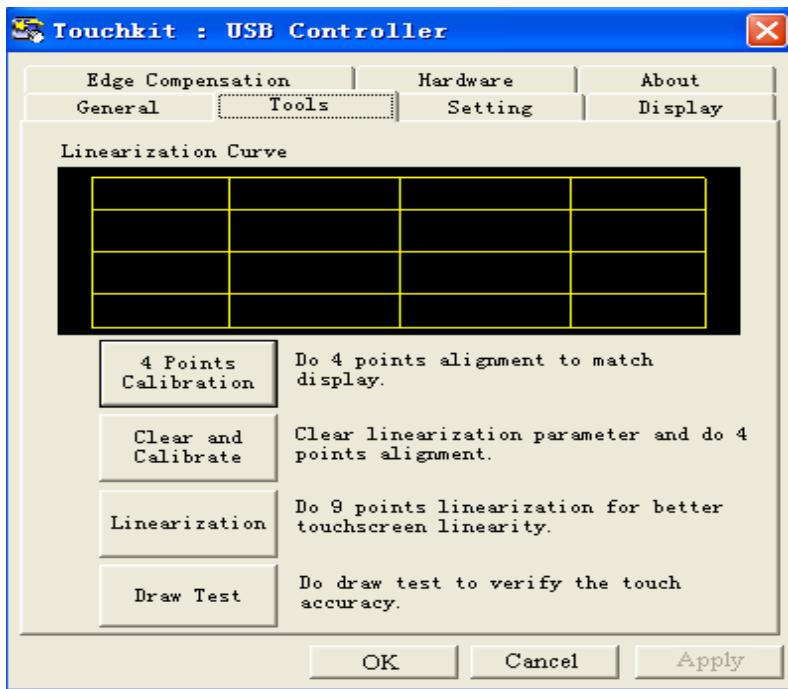 Touchkit : USB Controller
Edge Compensation Hardware About
General Tools Setting Display
Linearization Curve
4 Points
Calibration
Do 4 points alignment to match
display.
Clear and
Calibrate
Clear linearization parameter and do 4
points alignment.
Linearization
Do 9 points linearization for better
touchscreen linearity.
Draw Test
Do draw test to verify the touch
accuracy.
OK Cancel Apply